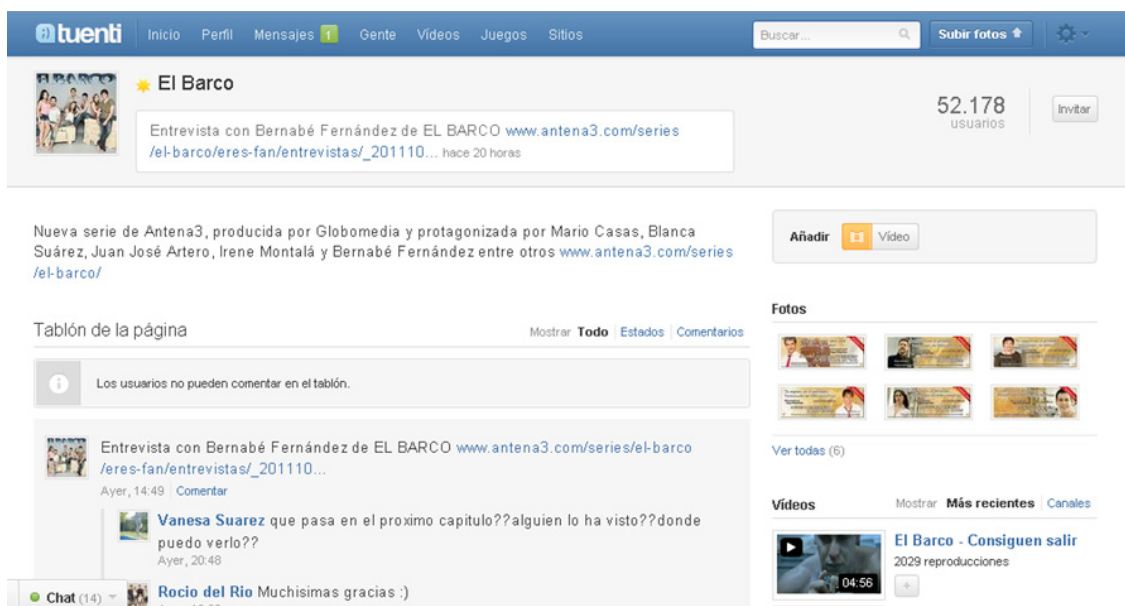 tuenti Inicio Perfil Mensajes 1 Gente Vídeos Juegos Sitios Buscar... Subir fotos
EL BARCO
El Barco
Entrevista con Bernabé Fernández de EL BARCO www.antena3.com/series
/el-barco/eres-fan/entrevistas/_201110... hace 20 horas
52.178
usuarios
Invitar
Nueva serie de Antena3, producida por Globomedia y protagonizada por Mario Casas, Blanca
Suárez, Juan José Artero, Irene Montalá y Bernabé Fernández entre otros www.antena3.com/series
/el-barco/
Tablón de la página
Mostrar Todo Estados Comentarios
Los usuarios no pueden comentar en el tablón.
Entrevista con Bernabé Fernández de EL BARCO www.antena3.com/series/el-barco
/eres-fan/entrevistas/_201110...
Ayer, 14:49 Comentar
Vanesa Suarez que pasa en el proximo capitulo??alguien lo ha visto??donde
puedo verlo??
Ayer, 20:48
Rocio del Rio Muchisimas gracias :)
Chat (14)
Añadir Vídeo
Fotos
Ver todas (6)
Vídeos
Mostrar Más recientes Canales
El Barco - Consiguen salir
2029 reproducciones
04:56
+